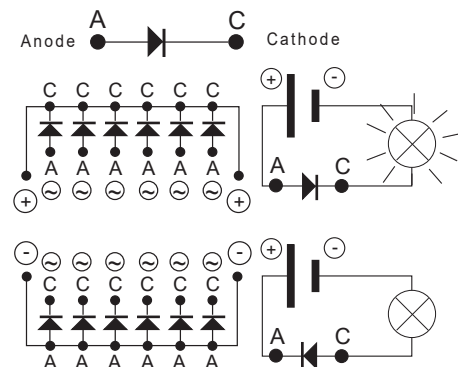 A C
Anode Cathode
C C C C C C
A A A A A A
~ ~ ~ ~ ~ ~
+ +
+ -
A C
- -
~ ~ ~ ~ ~ ~
C C C C C C
A A A A A A
+ -
A C